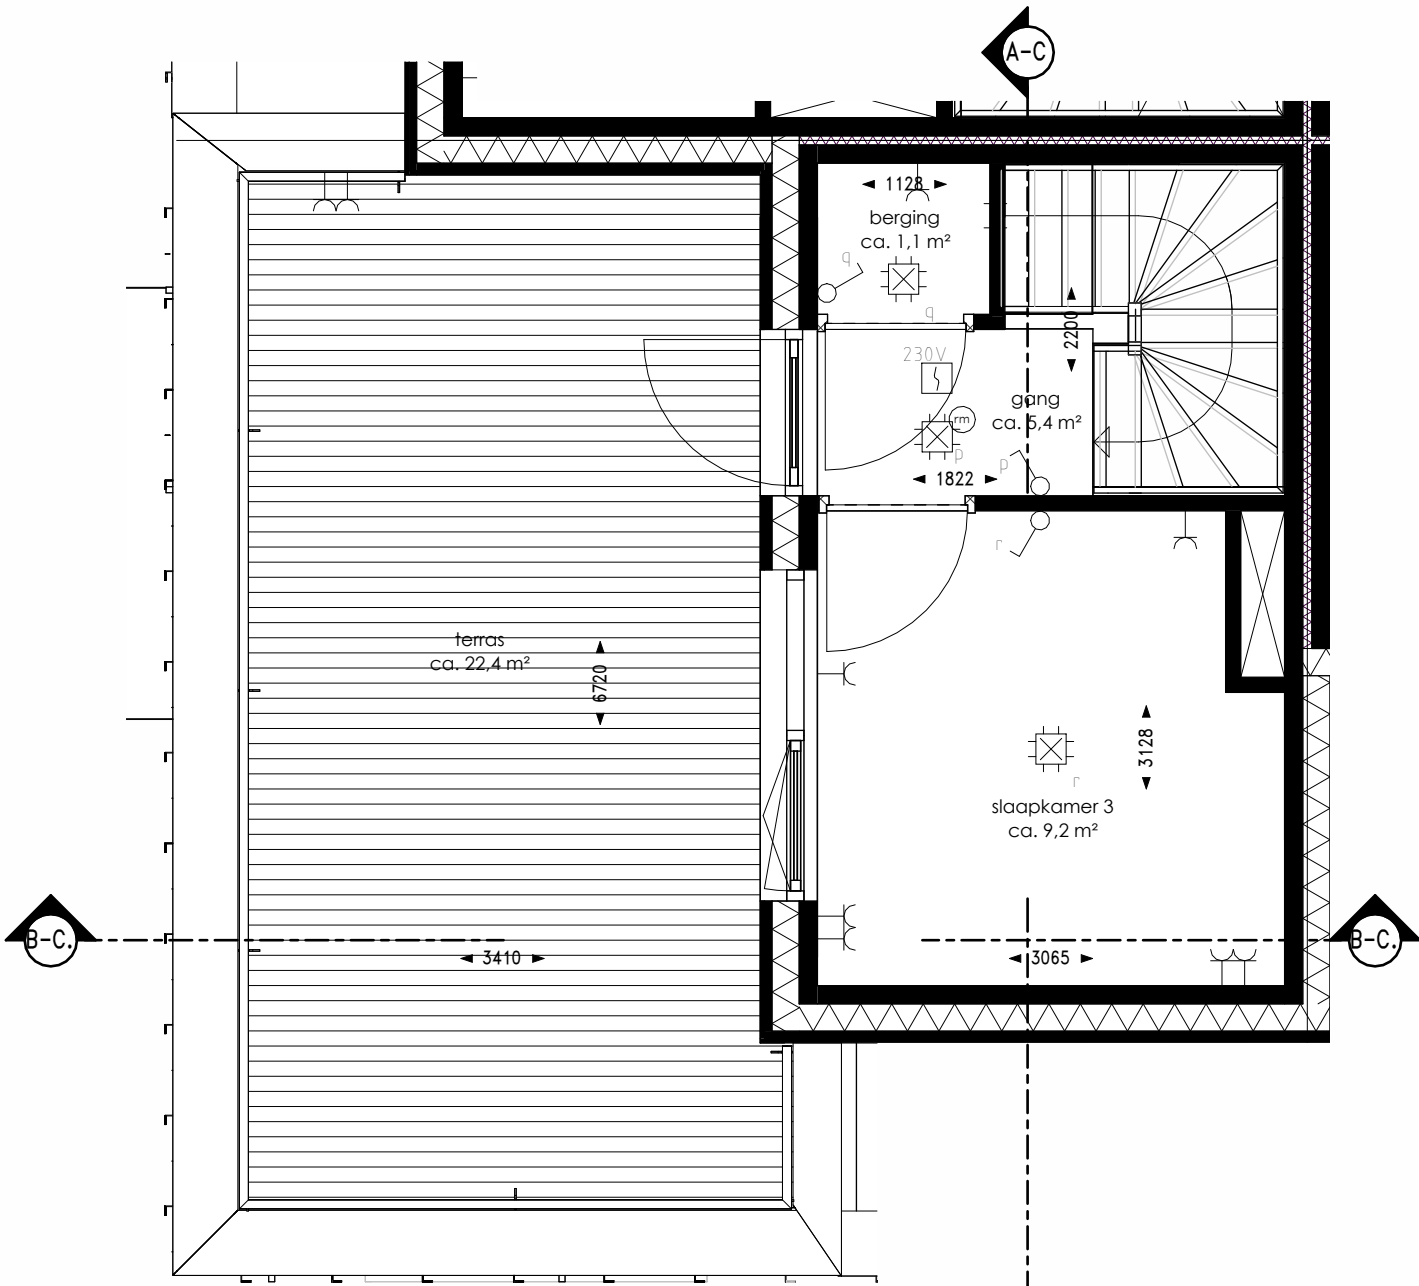 A-C
1128
berging
ca. 1,1 m²
q
q
230V
2200
gang
ca. 5,4 m²
rm
p
p
1822
r
terras
ca. 22,4 m²
6720
3128
r
slaapkamer 3
ca. 9,2 m²
B-C.
B-C.
3410
3065